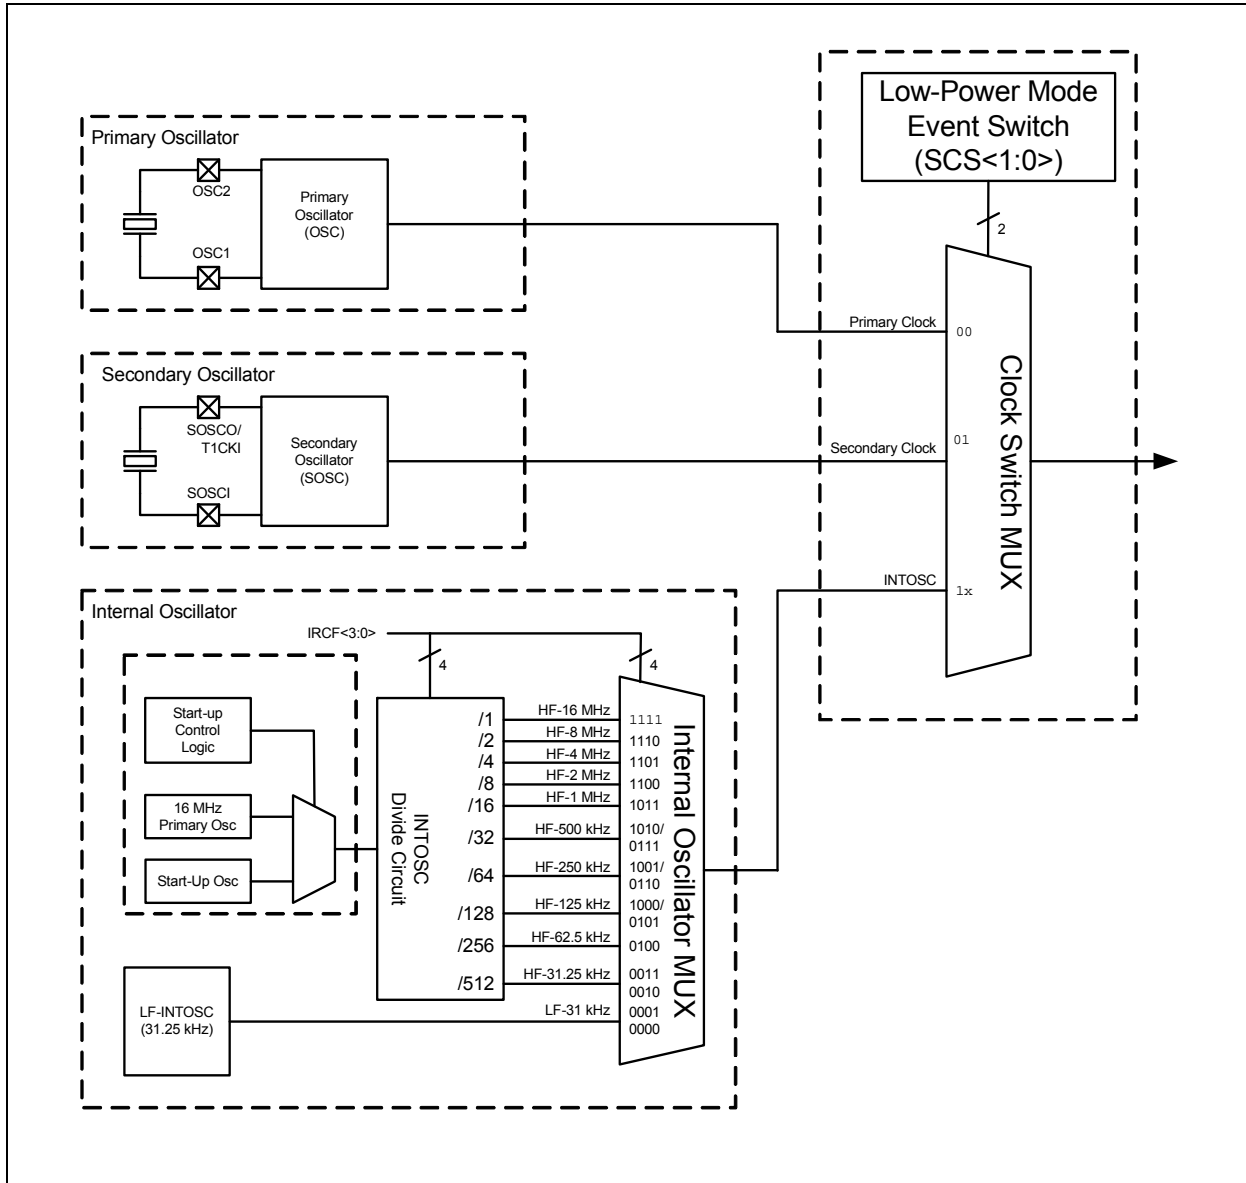 Low-Power Mode
Event Switch
(SCS<1:0>)
2
Primary Oscillator
OSC2
OSC1
Primary
Oscillator
(OSC)
Primary Clock
00
Secondary Oscillator
SOSCO/
T1CKI
SOSCI
Secondary
Oscillator
(SOSC)
Secondary Clock
01
INTOSC
1x
Clock Switch MUX
Internal Oscillator
IRCF<3:0>
4
4
Start-up
Control
Logic
16 MHz
Primary Osc
Start-Up Osc
INTOSC
Divide Circuit
/1
HF-16 MHz
1111
/2
HF-8 MHz
1110
/4
HF-4 MHz
1101
/8
HF-2 MHz
1100
/16
HF-1 MHz
1011
/32
HF-500 kHz
1010/
0111
/64
HF-250 kHz
1001/
0110
/128
HF-125 kHz
1000/
0101
/256
HF-62.5 kHz
0100
/512
HF-31.25 kHz
0011
0010
LF-31 kHz
0001
0000
Internal Oscillator MUX
LF-INTOSC
(31.25 kHz)